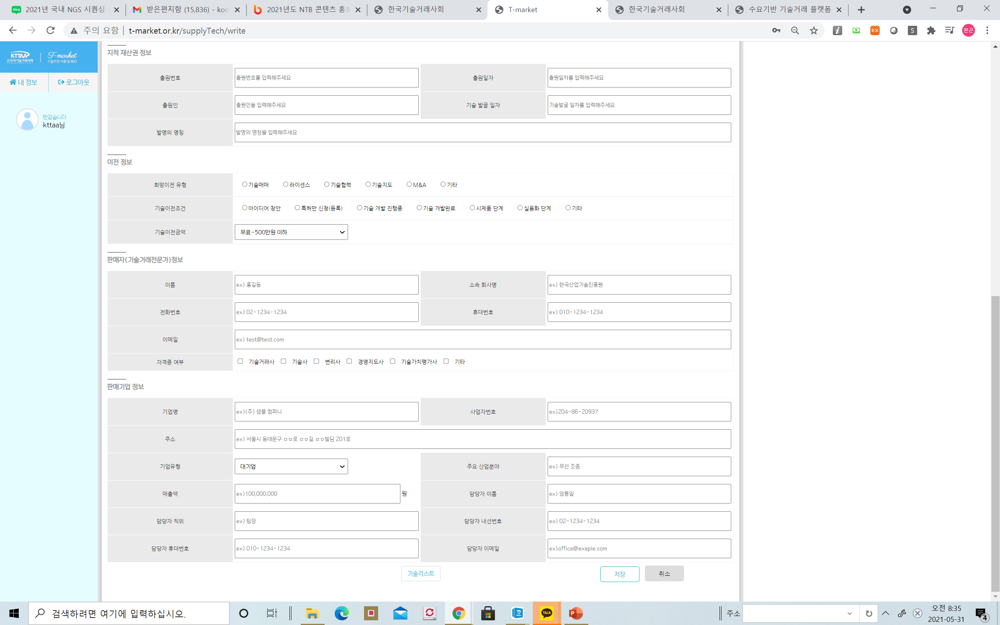 2021년 국내 NGS 시퀀싱
받은편지함 (15,836) - koo
2021년도 NTB 콘텐츠 홍보
한국기술거래사회
T-market
한국기술거래사회
수요기반 기술거래 플랫폼
주의 요함 t-market.or.kr/supplyTech/write
KTTAA
한국기술거래사회
T-market
기술이전 지원 및 확산
내 정보
로그아웃
반갑습니다.
kttaa님
지적 재산권 정보
출원번호 출원번호를 입력해주세요 출원일자 출원일자를 입력해주세요
출원인 출원인을 입력해주세요 기술 발굴 일자 기술발굴 일자를 입력해주세요
발명의 명칭 발명의 명칭을 입력해주세요
이전 정보
희망이전 유형 기술매매 라이센스 기술협력 기술지도 M&A 기타
기술이전조건 아이디어 창안 특허만 신청(등록) 기술 개발 진행중 기술 개발완료 시제품 단계 실용화 단계 기타
기술이전금액 무료~500만원 이하
판매자(기술거래전문가)정보
이름 ex) 홍길동 소속 회사명 ex) 한국산업기술진흥원
전화번호 ex) 02-1234-1234 휴대번호 ex) 010-1234-1234
이메일 ex) test@test.com
자격증 여부 기술거래사 기술사 변리사 경영지도사 기술가치평가사 기타
판매기업 정보
기업명 ex)(주) 샘플 컴퍼니 사업자번호 ex)204-86-20937
주소 ex) 서울시 동대문구 ㅁㅁ로 ㅁㅁ길 ㅁㅁ빌딩 201호
기업유형 대기업 주요 산업분야 ex) 무선 조종
매출액 ex)100,000,000 원 담당자 이름 ex) 엄통일
담당자 직위 ex) 팀장 담당자 내선번호 ex) 02-1234-1234
담당자 휴대번호 ex) 010-1234-1234 담당자 이메일 ex)office@exaple.com
기술리스트 저장 취소
검색하려면 여기에 입력하십시오.
주소
오전 8:35
2021-05-31
4